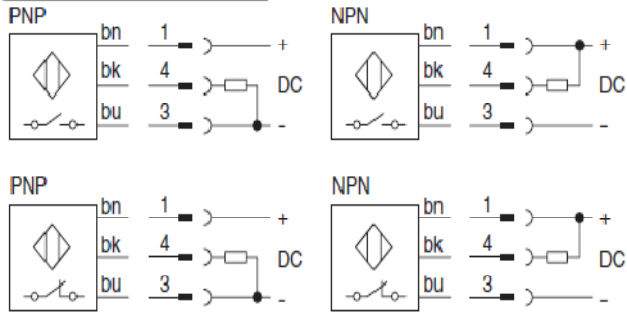 PNP NPN
bn 1 + bn 1 +
bk 4 DC bk 4 DC
bu 3 - bu 3 -
PNP NPN
bn 1 + bn 1 +
bk 4 DC bk 4 DC
bu 3 - bu 3 -